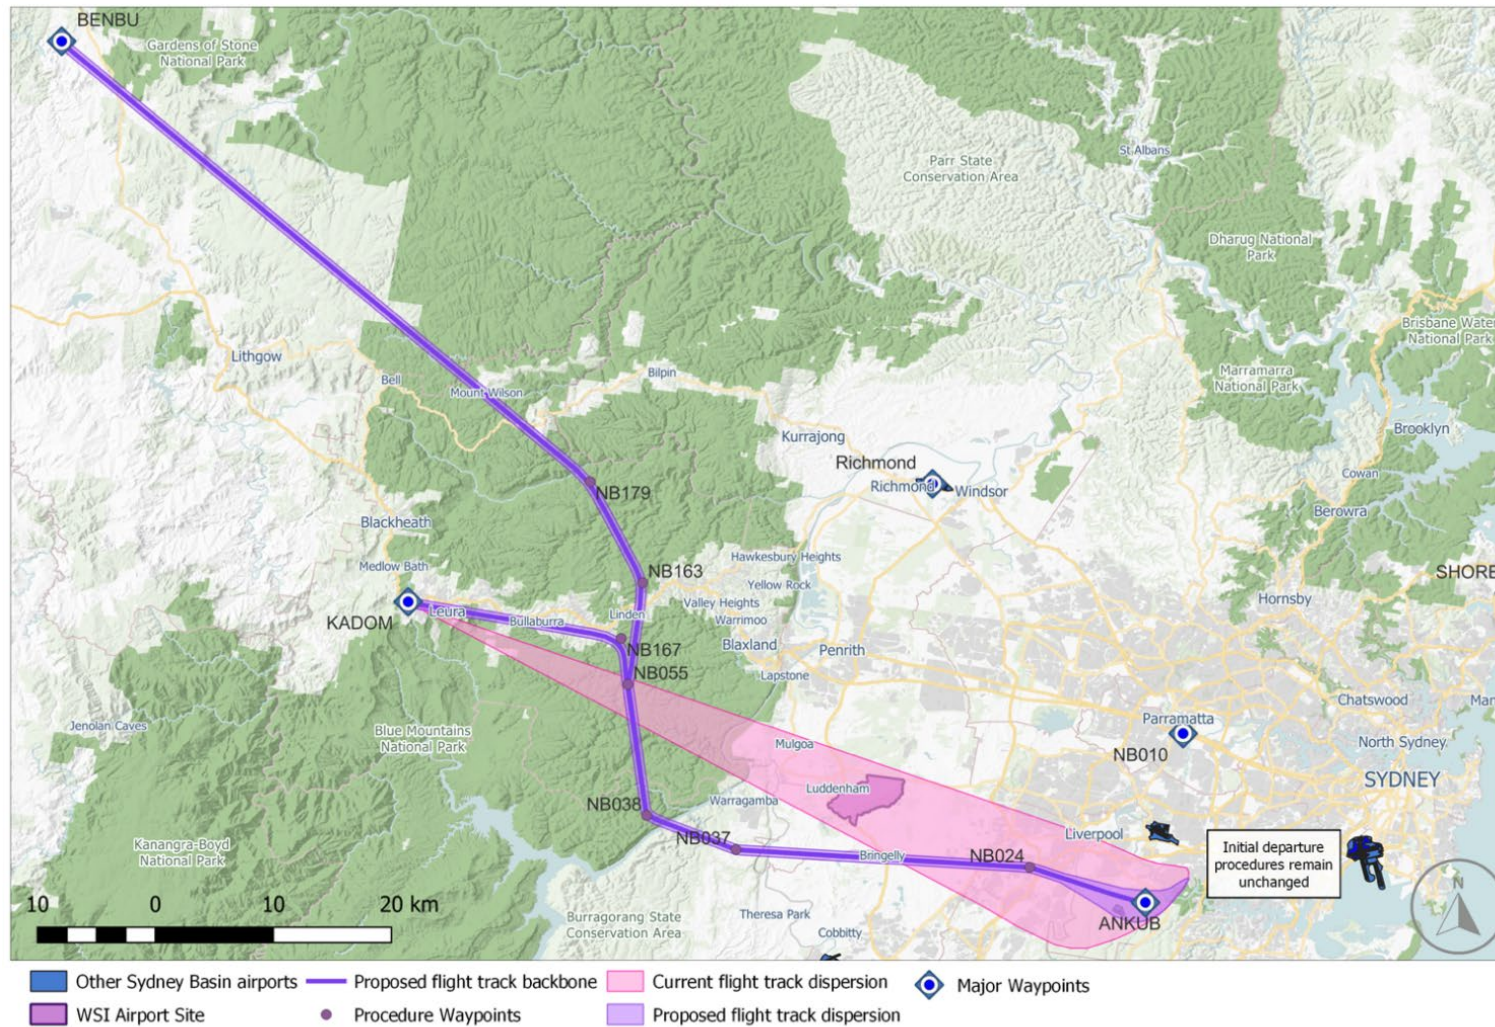 BENBU
Gardens of Stone
National Park
St Albans
Parr State
Conservation Area
Dharug National
Park
Brisbane Water
National Park
Lithgow
Bell
Bilpin
Mount Wilson
Marramarra
National Park
Kurrajong
Brooklyn
Richmond
Richmond
Windsor
Cowan
NB179
Berowra
Blackheath
Medlow Bath
Hawkesbury Heights
NB163
SHORE
Yellow Rock
Valley Heights
Hornsby
Leura
Linden
KADOM
Bullaburra
Warrimoo
NB167
Blaxland
Penrith
NB055
Lapstone
Chatswood
Man
Jenolan Caves
Blue Mountains
National Park
Parramatta
NB010
Mulgoa
North Sydney
SYDNEY
Luddenham
NB038
Warragamba
NB037
Liverpool
Kanangra-Boyd
National Park
Bringelly
NB024
Initial departure
procedures remain
unchanged
N
10 0 10 20 km
Burragorang State
Conservation Area
Theresa Park
ANKUB
Cobbitty
Other Sydney Basin airports
Proposed flight track backbone
Current flight track dispersion
Major Waypoints
WSI Airport Site
Procedure Waypoints
Proposed flight track dispersion